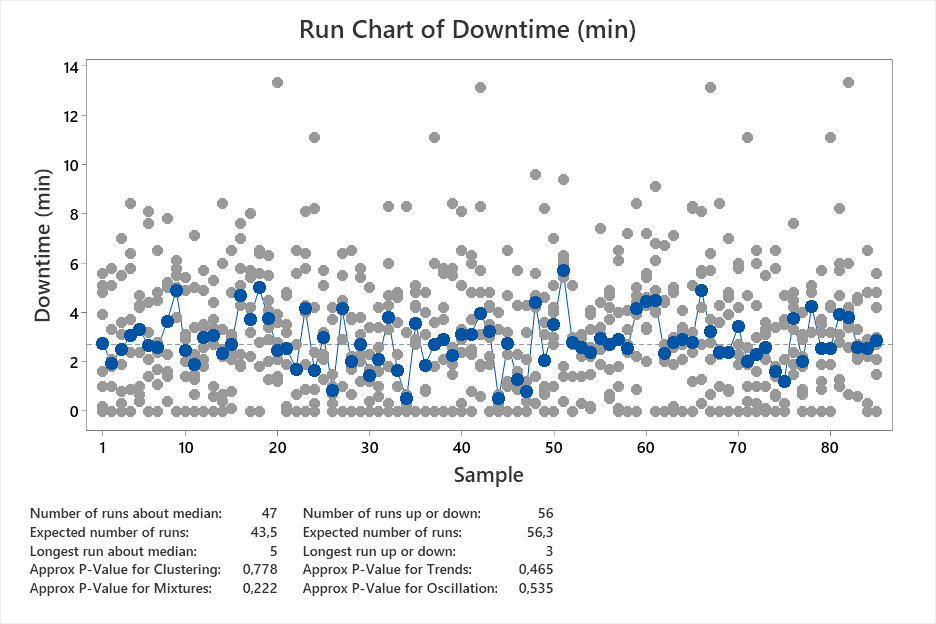 Run Chart of Downtime (min)
14
12
10
8
6
4
2
0
Downtime (min)
1 10 20 30 40 50 60 70 80
Sample
Number of runs about median: 47 Number of runs up or down: 56
Expected number of runs: 43,5 Expected number of runs: 56,3
Longest run about median: 5 Longest run up or down: 3
Approx P-Value for Clustering: 0,778 Approx P-Value for Trends: 0,465
Approx P-Value for Mixtures: 0,222 Approx P-Value for Oscillation: 0,535